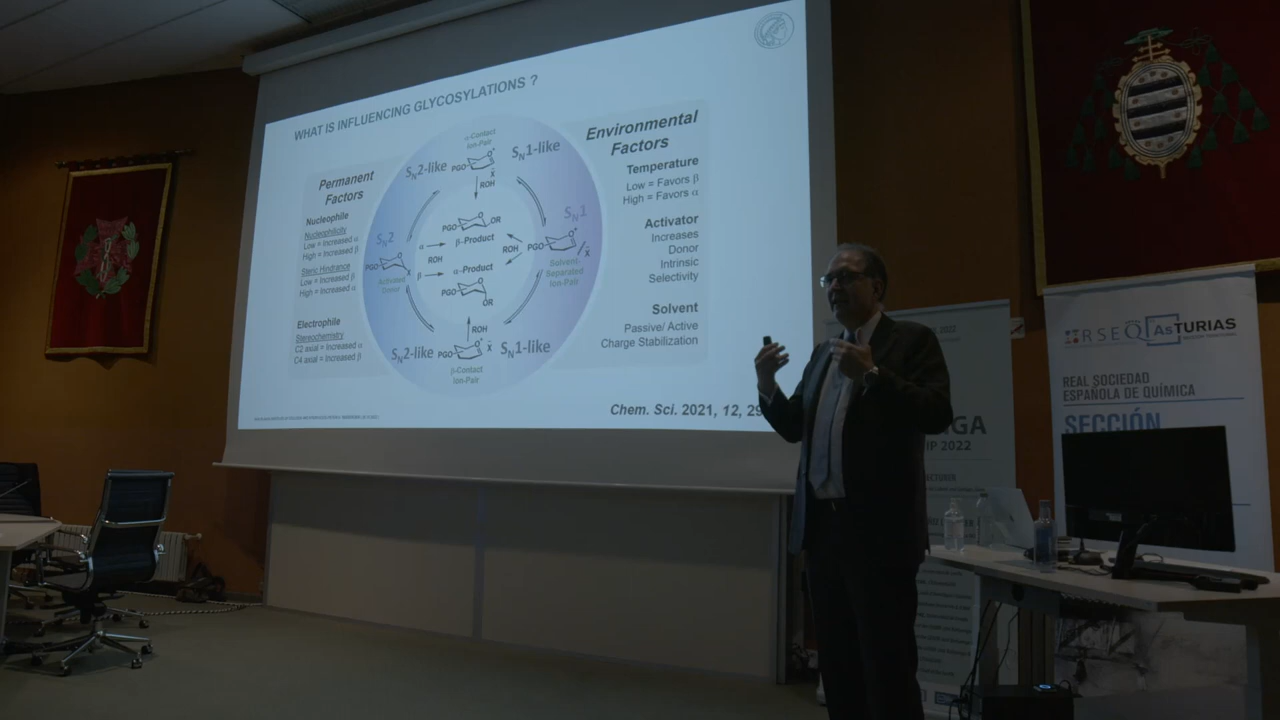 WHAT IS INFLUENCING GLYCOSYLATIONS ?
Permanent
Factors
Nucleophile
Nucleophilicity
Low = Increased α
High = Increased β
Steric Hindrance
Low = Increased β
High = Increased α
Electrophile
Stereochemistry
C2 axial = Increased α
C4 axial = Increased β
α-Contact
Ion-Pair
SN2-like
SN1-like
PGO
X
ROH
SN2
SN1
PGO
OR
α
ROH
β-Product
ROH
PGO
X
PGO
X
Activated
Donor
β
α-Product
Solvent-
Separated
Ion-Pair
PGO
OR
ROH
SN2-like
PGO
X
SN1-like
β-Contact
Ion-Pair
Environmental
Factors
Temperature
Low = Favors β
High = Favors α
Activator
Increases
Donor
Intrinsic
Selectivity
Solvent
Passive/ Active
Charge Stabilization
Chem. Sci. 2021, 12, 29
2022
GA
IP 2022
RSEQ
ASTURIAS
REAL SOCIEDAD
ESPAÑOLA DE QUÍMICA
SECCIÓN